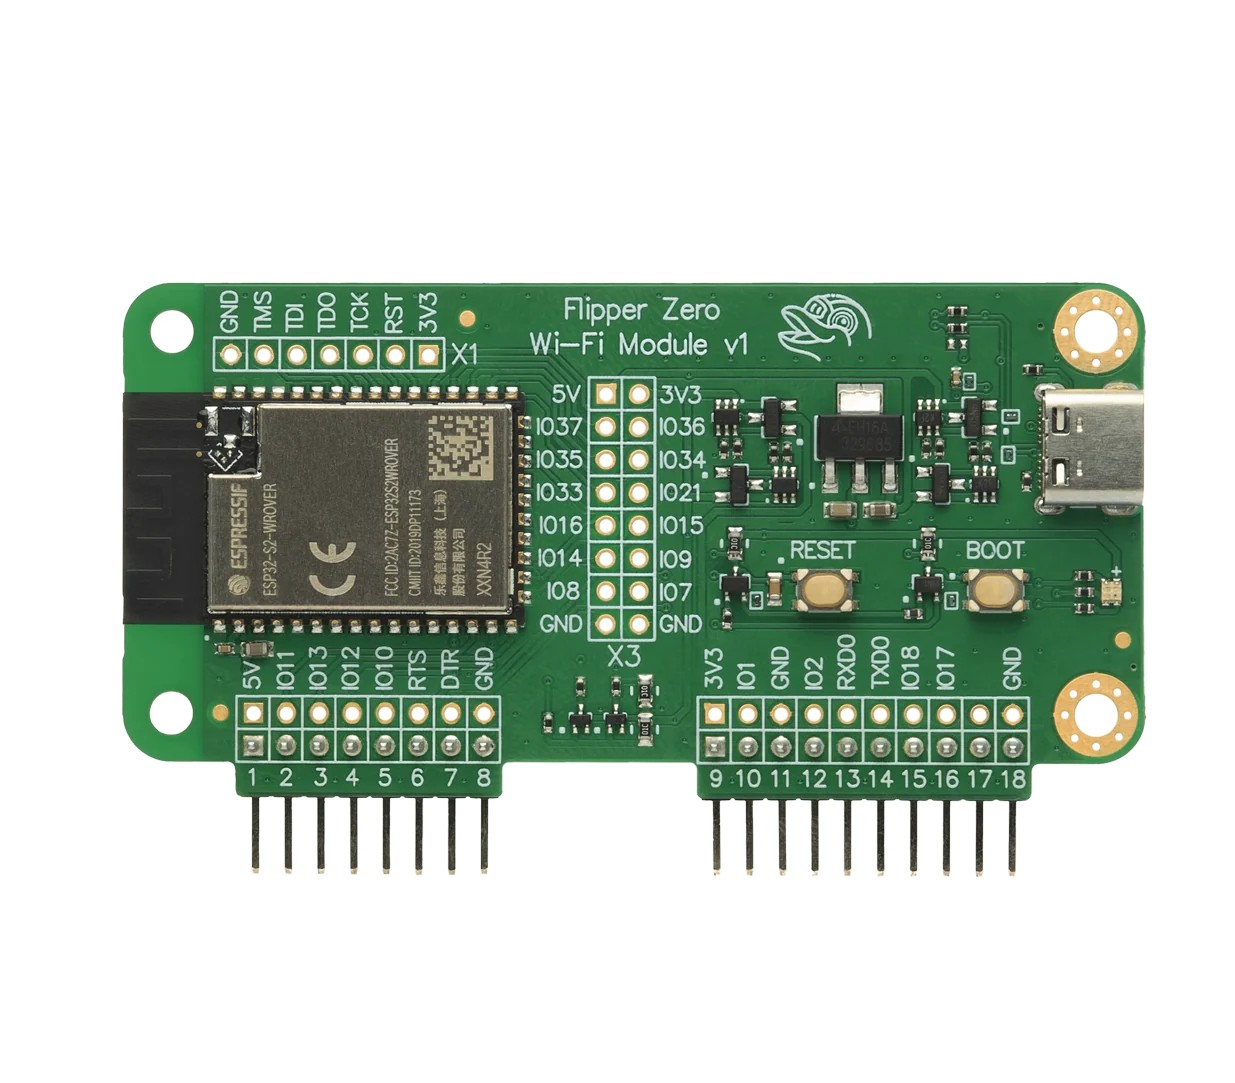 GND TMS TDI TDO TCK RST 3V3
X1
Flipper Zero
Wi-Fi Module v1
5V 3V3
IO37 IO36
IO35 IO34
IO33 IO21
IO16 IO15
IO14 IO9
IO8 IO7
GND GND
X3
ESPRESSIF
ESP32-S2-WROVER
CE
FCC ID:2AC7Z-ESP32S2WROVER
CMIIT ID:2019DP11173
乐鑫信息科技(上海)
股份有限公司
XXN4R2
RESET
BOOT
+
5V IO11 IO13 IO12 IO10 RTS DTR GND
1 2 3 4 5 6 7 8
3V3 IO1 GND IO2 RXD0 TXD0 IO18 IO17 GND
9 10 11 12 13 14 15 16 17 18